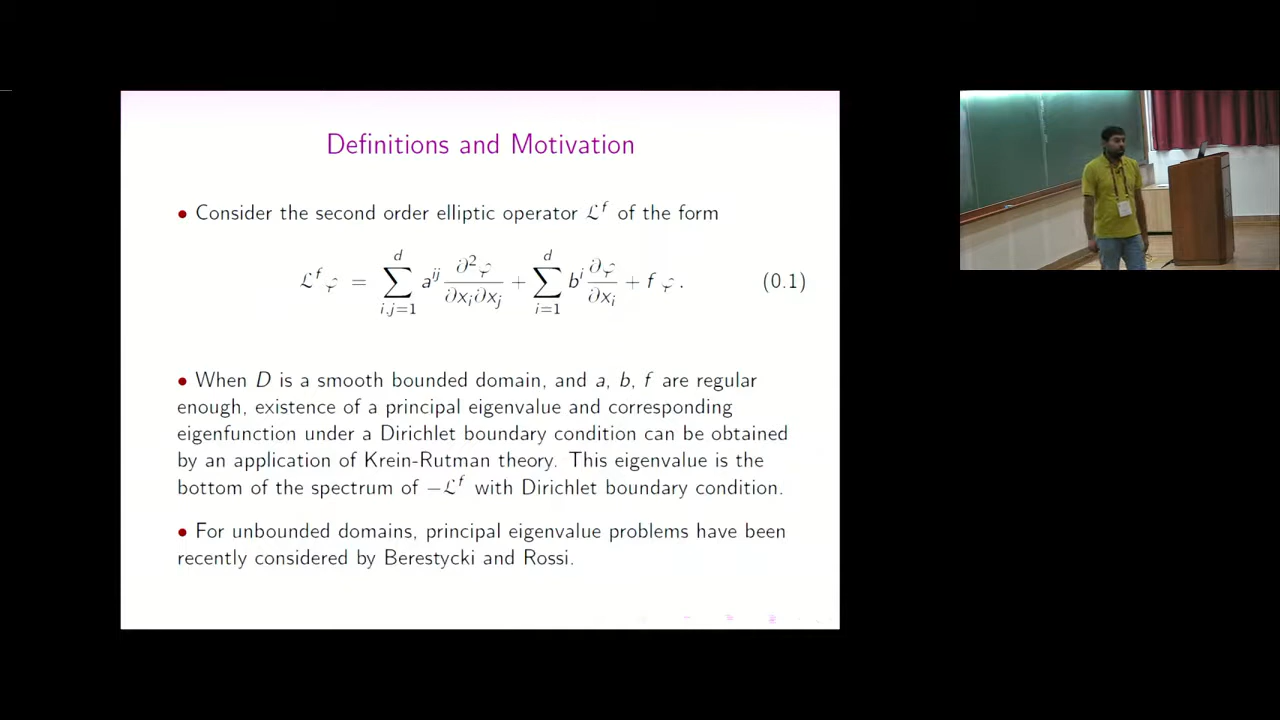 Definitions and Motivation
• Consider the second order elliptic operator ℒ^f of the form
ℒ^f φ = ∑_{i,j=1}^{d} a^{ij} ∂²φ/∂x_i∂x_j + ∑_{i=1}^{d} b^i ∂φ/∂x_i + f φ . (0.1)
• When D is a smooth bounded domain, and a, b, f are regular
enough, existence of a principal eigenvalue and corresponding
eigenfunction under a Dirichlet boundary condition can be obtained
by an application of Krein-Rutman theory. This eigenvalue is the
bottom of the spectrum of −ℒ^f with Dirichlet boundary condition.
• For unbounded domains, principal eigenvalue problems have been
recently considered by Berestycki and Rossi.